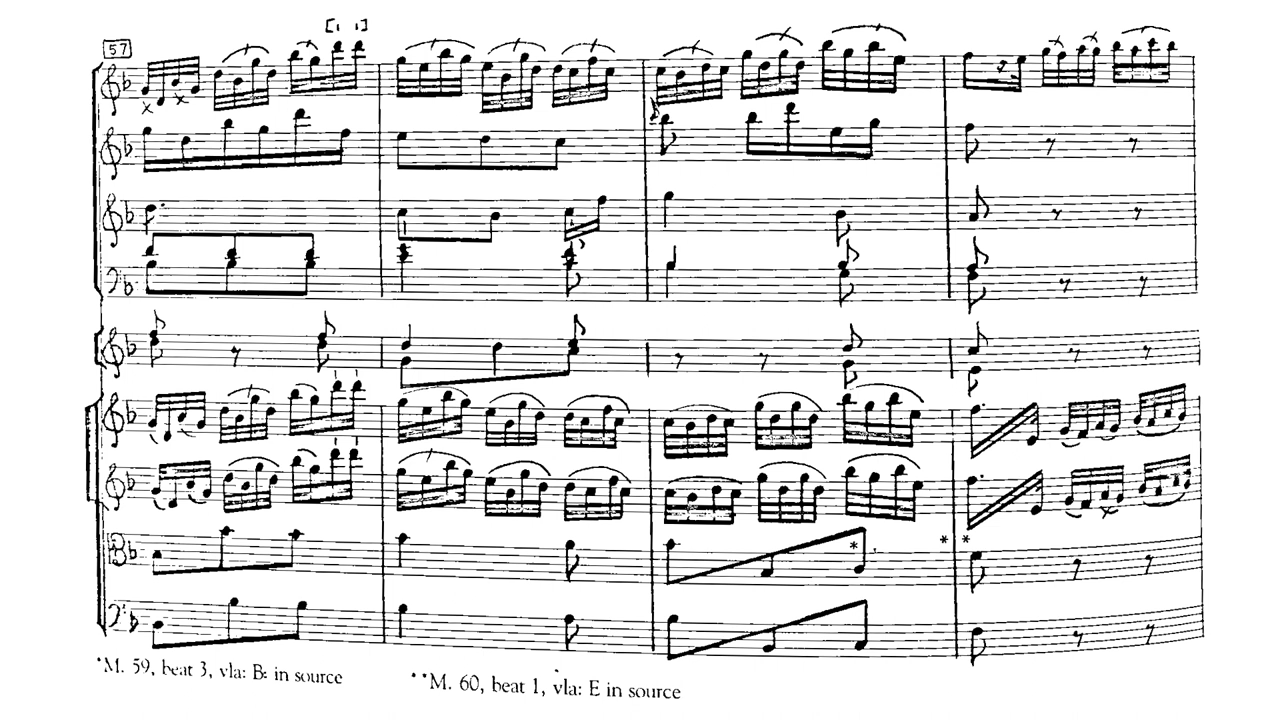 57
*M. 59, beat 3, vla: B♭ in source
**M. 60, beat 1, vla: E in source